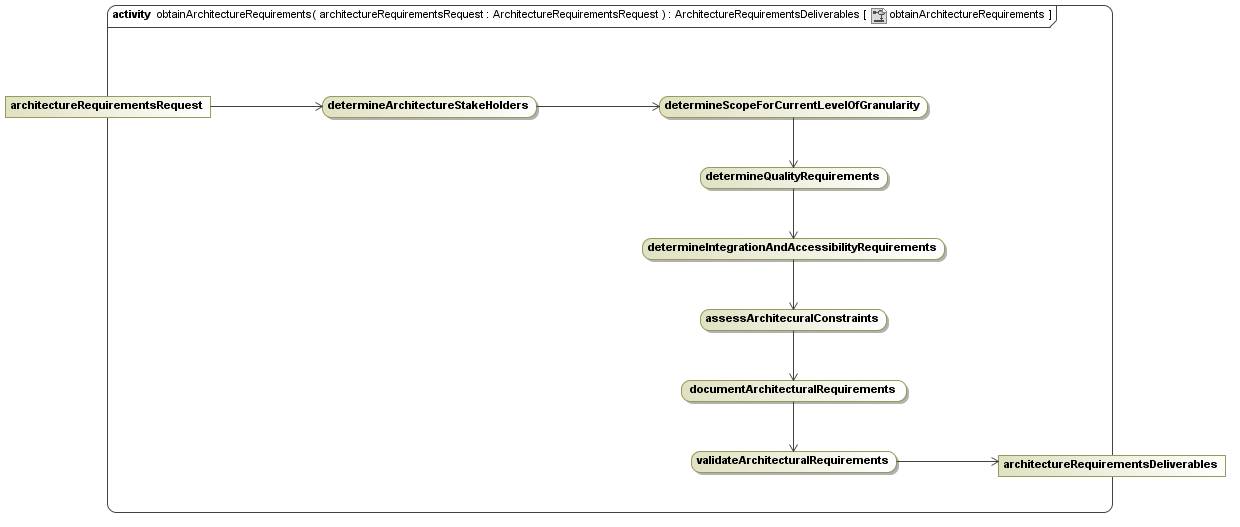 activity obtainArchitectureRequirements( architectureRequirementsRequest : ArchitectureRequirementsRequest ) : ArchitectureRequirementsDeliverables [ obtainArchitectureRequirements ]
architectureRequirementsRequest
determineArchitectureStakeHolders
determineScopeForCurrentLevelOfGranularity
determineQualityRequirements
determineIntegrationAndAccessibilityRequirements
assessArchitecuralConstraints
documentArchitecturalRequirements
validateArchitecturalRequirements
architectureRequirementsDeliverables